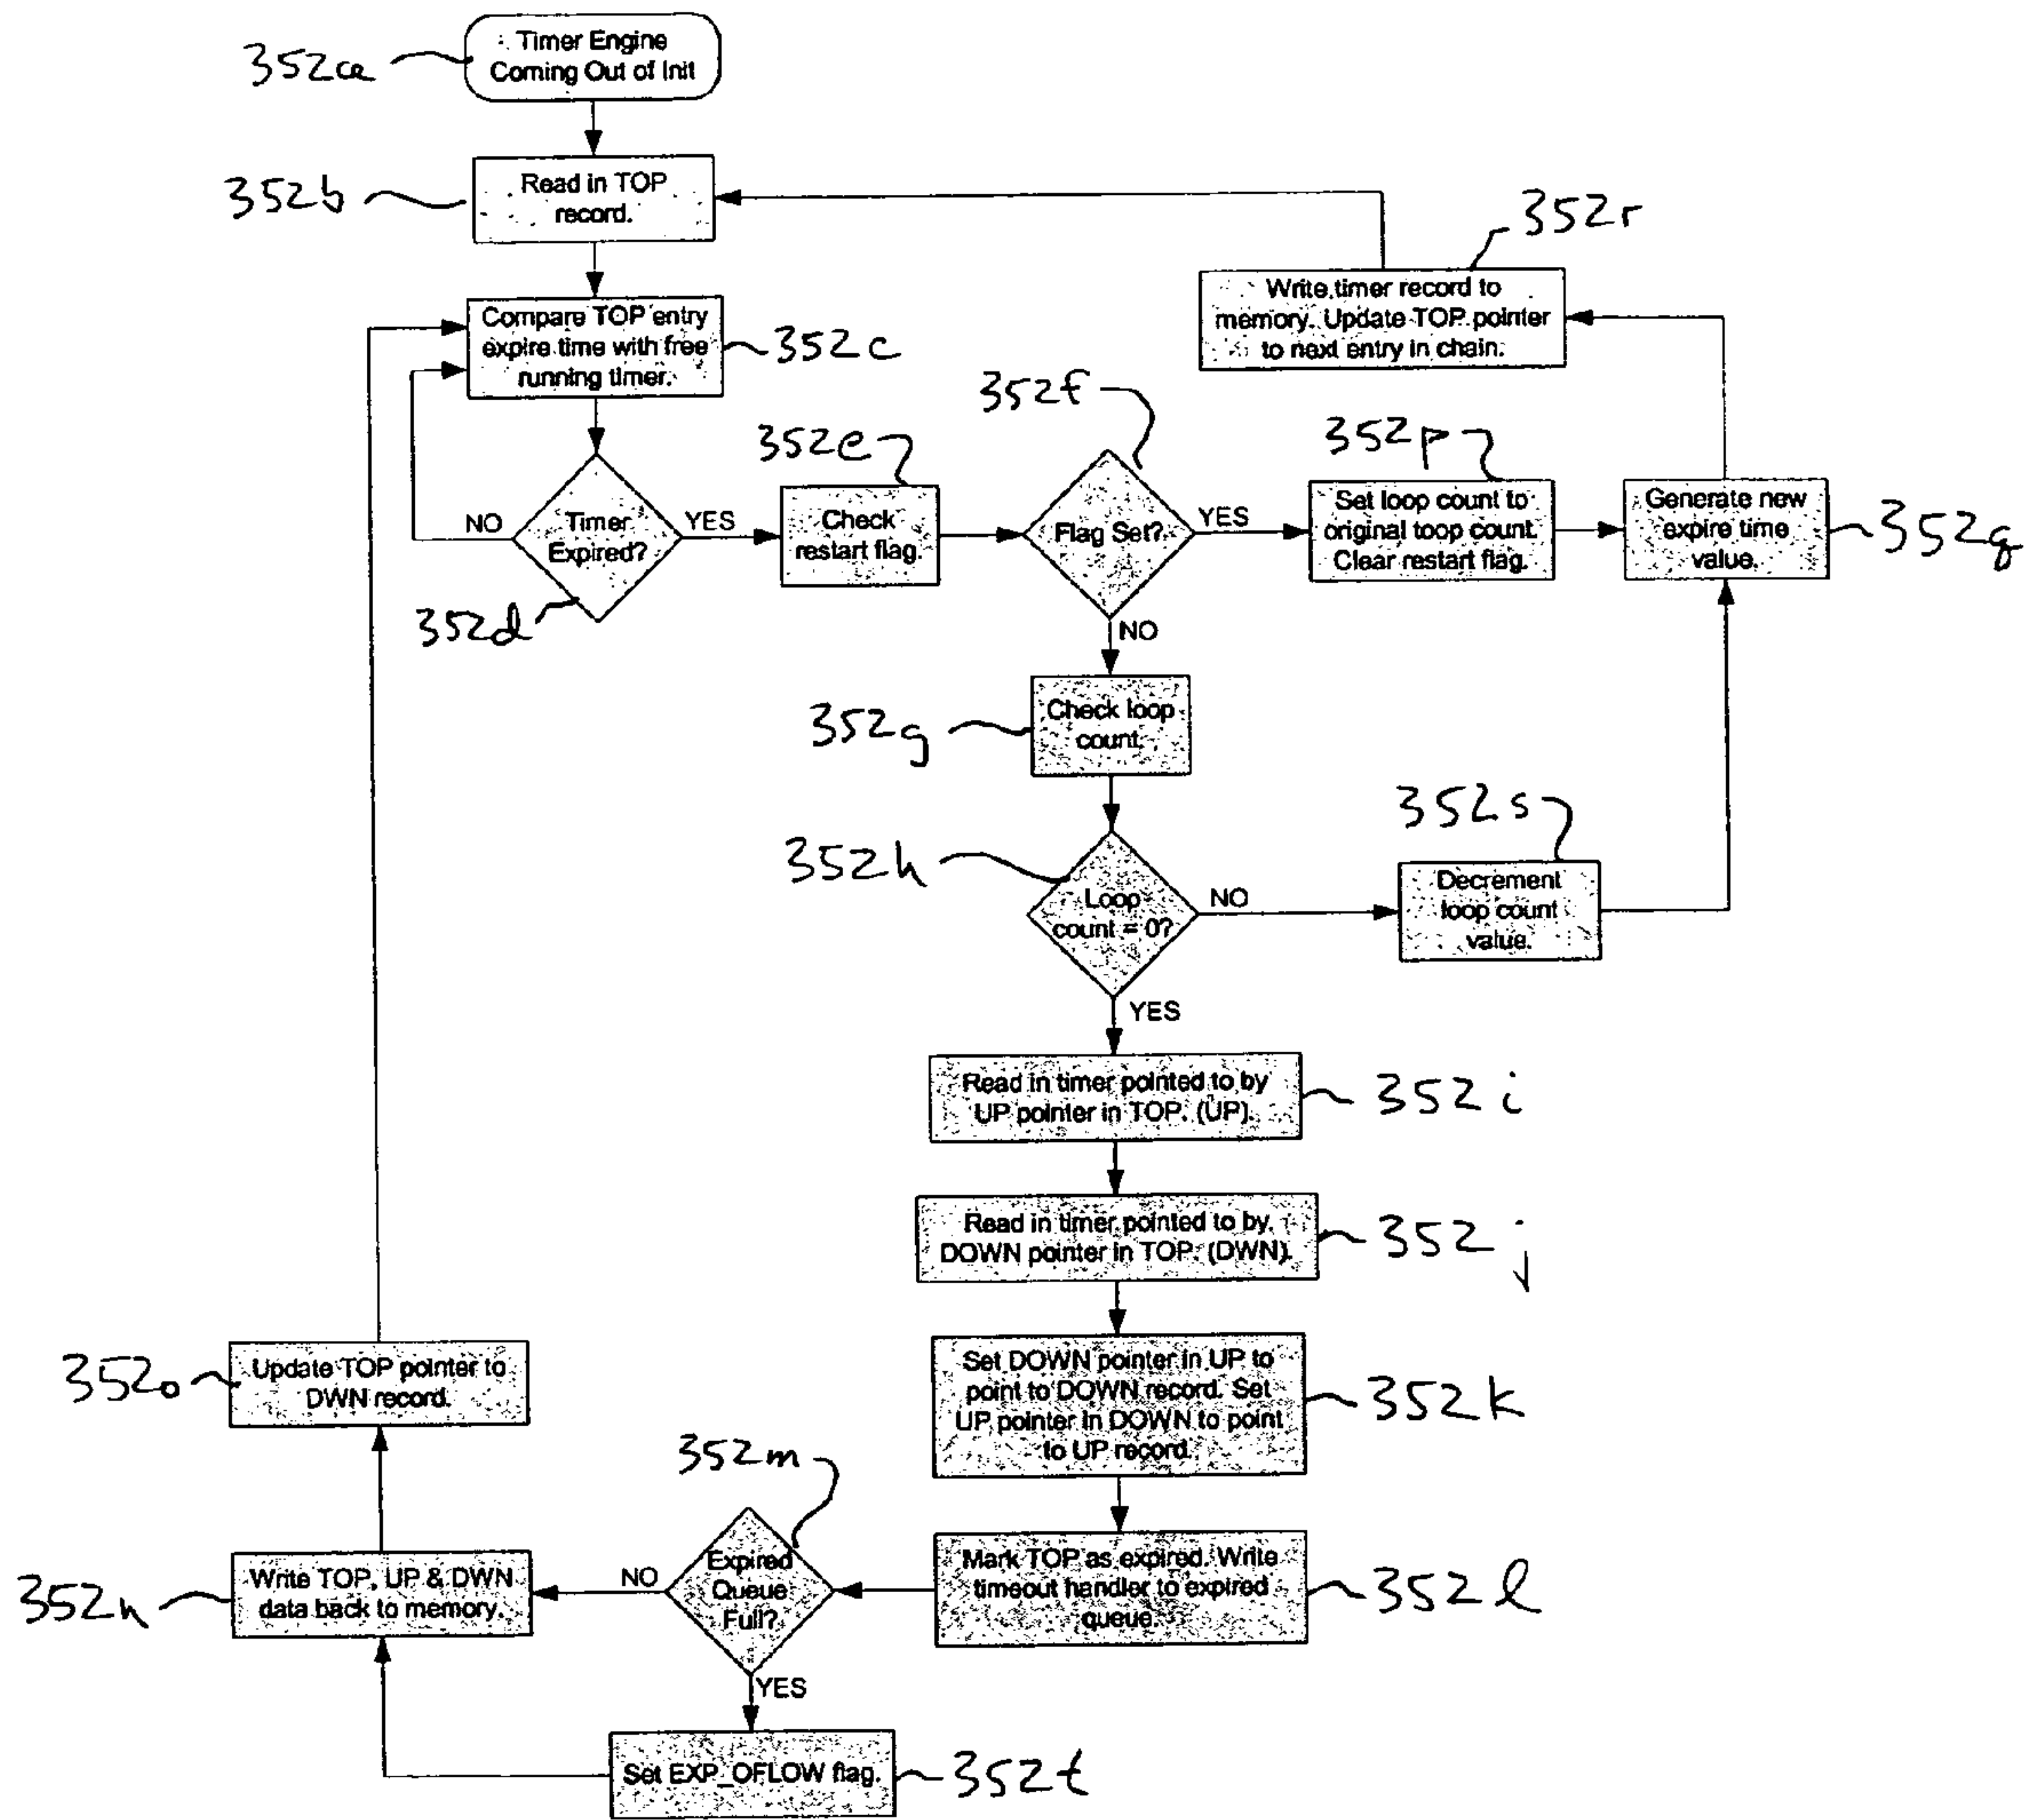 Timer Engine
Coming Out of Init
352a
Read in TOP
record.
352b
352r
Write timer record to
memory. Update TOP pointer
to next entry in chain.
Compare TOP entry
expire time with free
running timer.
352c
352f
352e
352p
Timer
Expired?
NO
YES
352d
Check
restart flag.
Flag Set?
YES
NO
Set loop count to
original toop count.
Clear restart flag.
Generate new
expire time
value.
352q
Check loop
count.
352g
352s
352h
Loop
count = 0?
NO
YES
Decrement
loop count
value.
Read in timer pointed to by
UP pointer in TOP. (UP).
352i
Read in timer pointed to by
DOWN pointer in TOP. (DWN).
352j
Set DOWN pointer in UP to
point to DOWN record. Set
UP pointer in DOWN to point
to UP record.
352k
Update TOP pointer to
DWN record.
352o
352m
Mark TOP as expired. Write
timeout handler to expired
queue.
352l
Expired
Queue
Full?
NO
YES
Write TOP, UP & DWN
data back to memory.
352n
Set EXP_OFLOW flag.
352t